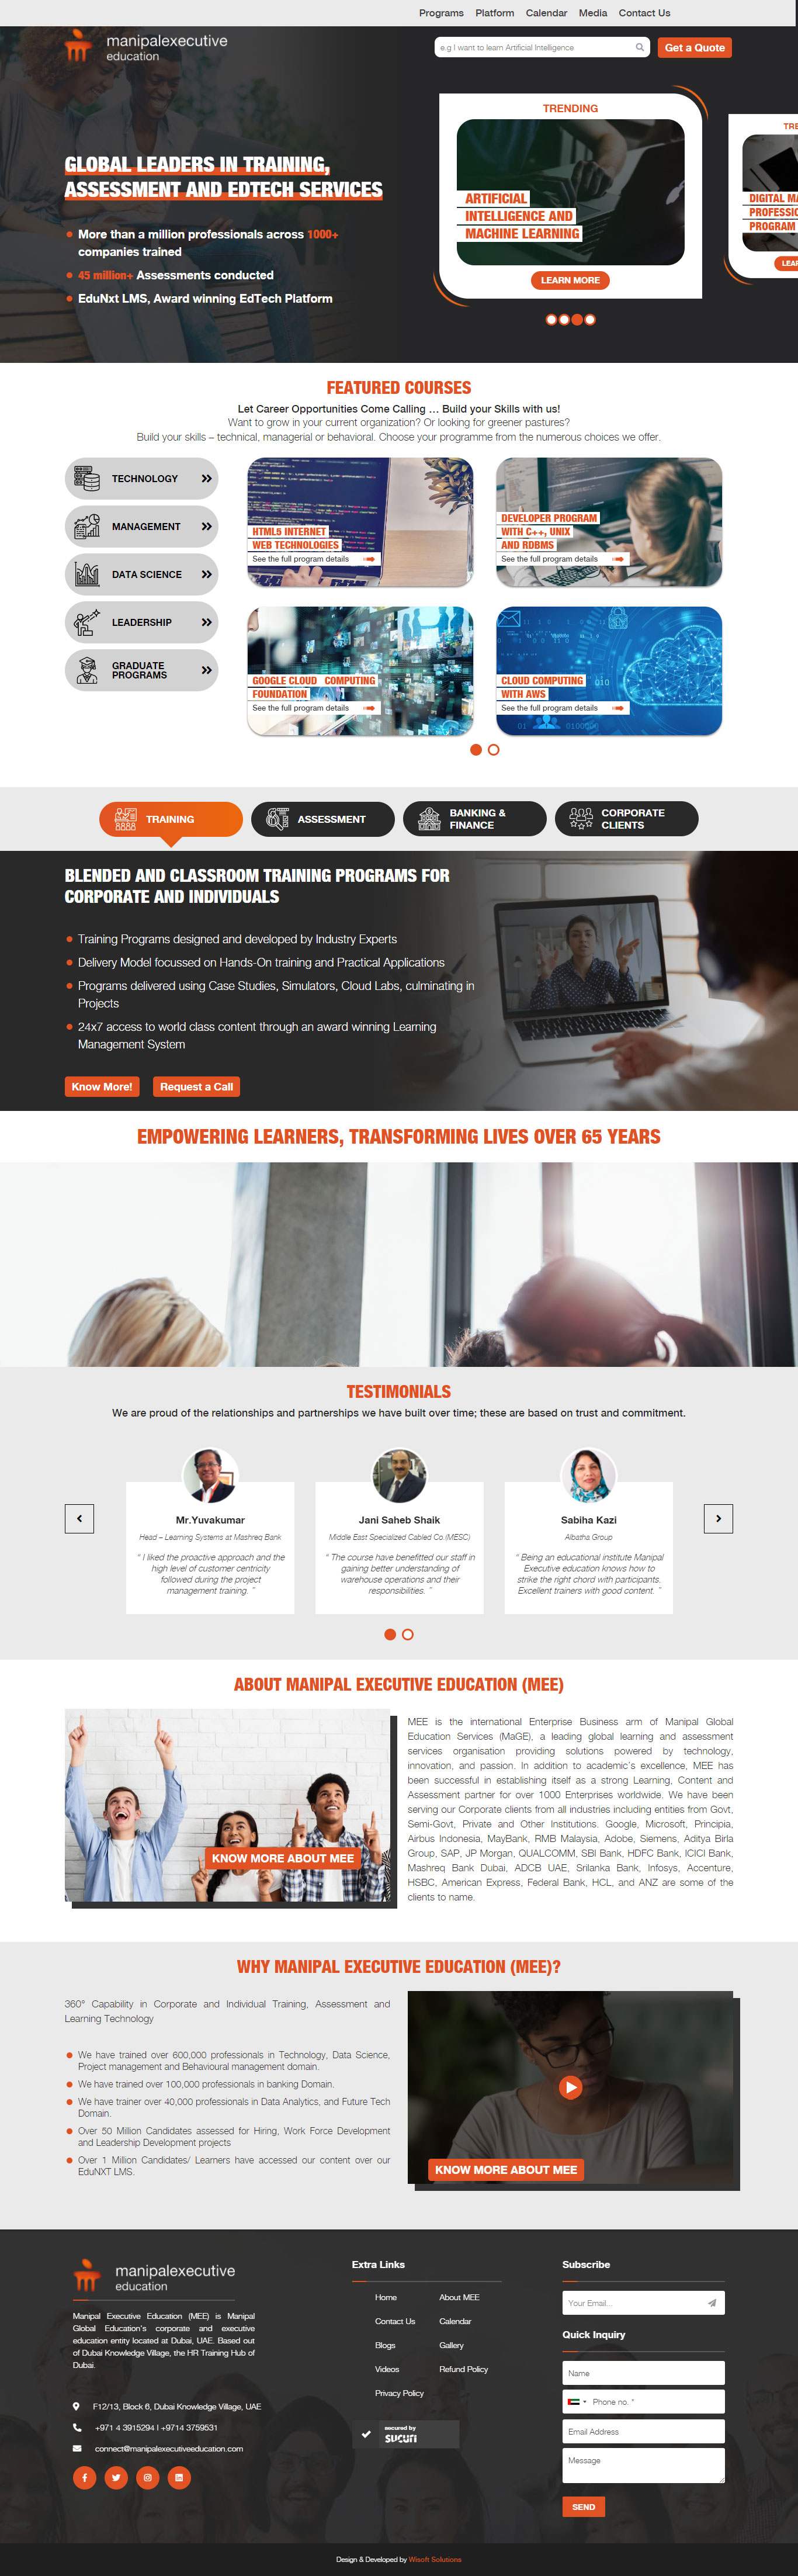 Programs Platform Calendar Media Contact Us
manipalexecutive
education
e.g I want to learn Artificial Intelligence
Get a Quote
GLOBAL LEADERS IN TRAINING,
ASSESSMENT AND EDTECH SERVICES
More than a million professionals across 1000+
companies trained
45 million+ Assessments conducted
EduNxt LMS, Award winning EdTech Platform
TRENDING
ARTIFICIAL
INTELLIGENCE AND
MACHINE LEARNING
LEARN MORE
DIGITAL
PROGRAM
FEATURED COURSES
Let Career Opportunities Come Calling … Build your Skills with us!
Want to grow in your current organization? Or looking for greener pastures?
Build your skills – technical, managerial or behavioral. Choose your programme from the numerous choices we offer.
TECHNOLOGY
MANAGEMENT
DATA SCIENCE
LEADERSHIP
GRADUATE
PROGRAMS
HTML5 INTERNET
WEB TECHNOLOGIES
See the full program details
DEVELOPER PROGRAM
WITH C++, UNIX
AND RDBMS
See the full program details
GOOGLE CLOUD COMPUTING
FOUNDATION
See the full program details
CLOUD COMPUTING
WITH AWS
See the full program details
TRAINING
ASSESSMENT
BANKING &
FINANCE
CORPORATE
CLIENTS
BLENDED AND CLASSROOM TRAINING PROGRAMS FOR
CORPORATE AND INDIVIDUALS
Training Programs designed and developed by Industry Experts
Delivery Model focussed on Hands-On training and Practical Applications
Programs delivered using Case Studies, Simulators, Cloud Labs, culminating in
Projects
24x7 access to world class content through an award winning Learning
Management System
Know More!
Request a Call
EMPOWERING LEARNERS, TRANSFORMING LIVES OVER 65 YEARS
TESTIMONIALS
We are proud of the relationships and partnerships we have built over time; these are based on trust and commitment.
Mr.Yuvakumar
Head – Learning Systems at Mashreq Bank
" I liked the proactive approach and the
high level of customer centricity
followed during the project
management training. "
Jani Saheb Shaik
Middle East Specialized Cabled Co.(MESC)
" The course have benefitted our staff in
gaining better understanding of
warehouse operations and their
responsibilities. "
Sabiha Kazi
Albatha Group
" Being an educational institute Manipal
Executive education knows how to
strike the right chord with participants.
Excellent trainers with good content. "
ABOUT MANIPAL EXECUTIVE EDUCATION (MEE)
KNOW MORE ABOUT MEE
MEE is the international Enterprise Business arm of Manipal Global
Education Services (MaGE), a leading global learning and assessment
services organisation providing solutions powered by technology,
innovation, and passion. In addition to academic's excellence, MEE has
been successful in establishing itself as a strong Learning, Content and
Assessment partner for over 1000 Enterprises worldwide. We have been
serving our Corporate clients from all industries including entities from Govt,
Semi-Govt, Private and Other Institutions. Google, Microsoft, Principia,
Airbus Indonesia, MayBank, RMB Malaysia, Adobe, Siemens, Aditya Birla
Group, SAP, JP Morgan, QUALCOMM, SBI Bank, HDFC Bank, ICICI Bank,
Mashreq Bank Dubai, ADCB UAE, Srilanka Bank, Infosys, Accenture,
HSBC, American Express, Federal Bank, HCL, and ANZ are some of the
clients to name.
WHY MANIPAL EXECUTIVE EDUCATION (MEE)?
360° Capability in Corporate and Individual Training, Assessment and
Learning Technology
We have trained over 600,000 professionals in Technology, Data Science,
Project management and Behavioural management domain.
We have trained over 100,000 professionals in banking Domain.
We have trainer over 40,000 professionals in Data Analytics, and Future Tech
Domain.
Over 50 Million Candidates assessed for Hiring, Work Force Development
and Leadership Development projects
Over 1 Million Candidates/ Learners have accessed our content over our
EduNXT LMS.
KNOW MORE ABOUT MEE
manipalexecutive
education
Manipal Executive Education (MEE) is Manipal
Global Education's corporate and executive
education entity located at Dubai, UAE. Based out
of Dubai Knowledge Village, the HR Training Hub of
Dubai.
F12/13, Block 6, Dubai Knowledge Village, UAE
+971 4 3915294 I +9714 3759531
connect@manipalexecutiveeducation.com
Extra Links
Home About MEE
Contact Us Calendar
Blogs Gallery
Videos Refund Policy
Privacy Policy
secured by
SUCURI
Subscribe
Your Email...
Quick Inquiry
Name
Phone no. *
Email Address
Message
SEND
Design & Developed by Wisoft Solutions